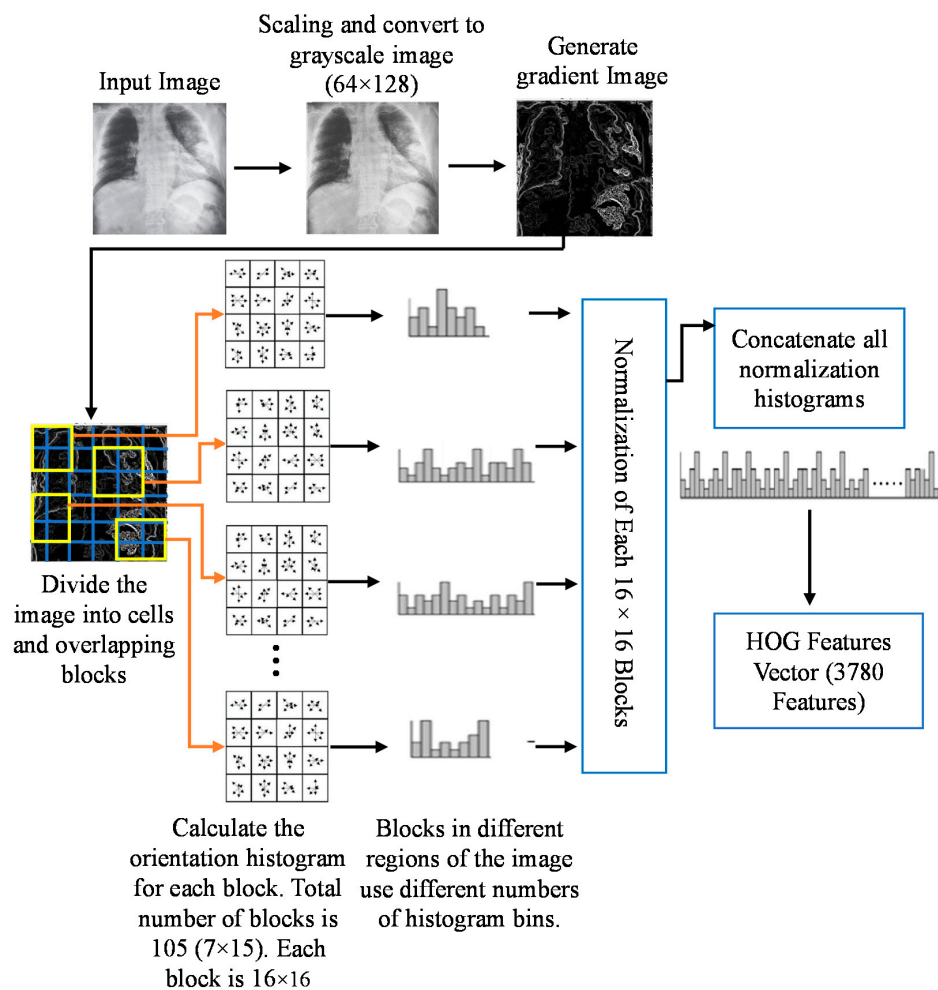 Input Image
Scaling and convert to
grayscale image
(64×128)
Generate
gradient Image
Divide the
image into cells
and overlapping
blocks
Calculate the
orientation histogram
for each block. Total
number of blocks is
105 (7×15). Each
block is 16×16
Blocks in different
regions of the image
use different numbers
of histogram bins.
Normalization of Each 16 × 16 Blocks
Concatenate all
normalization
histograms
HOG Features
Vector (3780
Features)